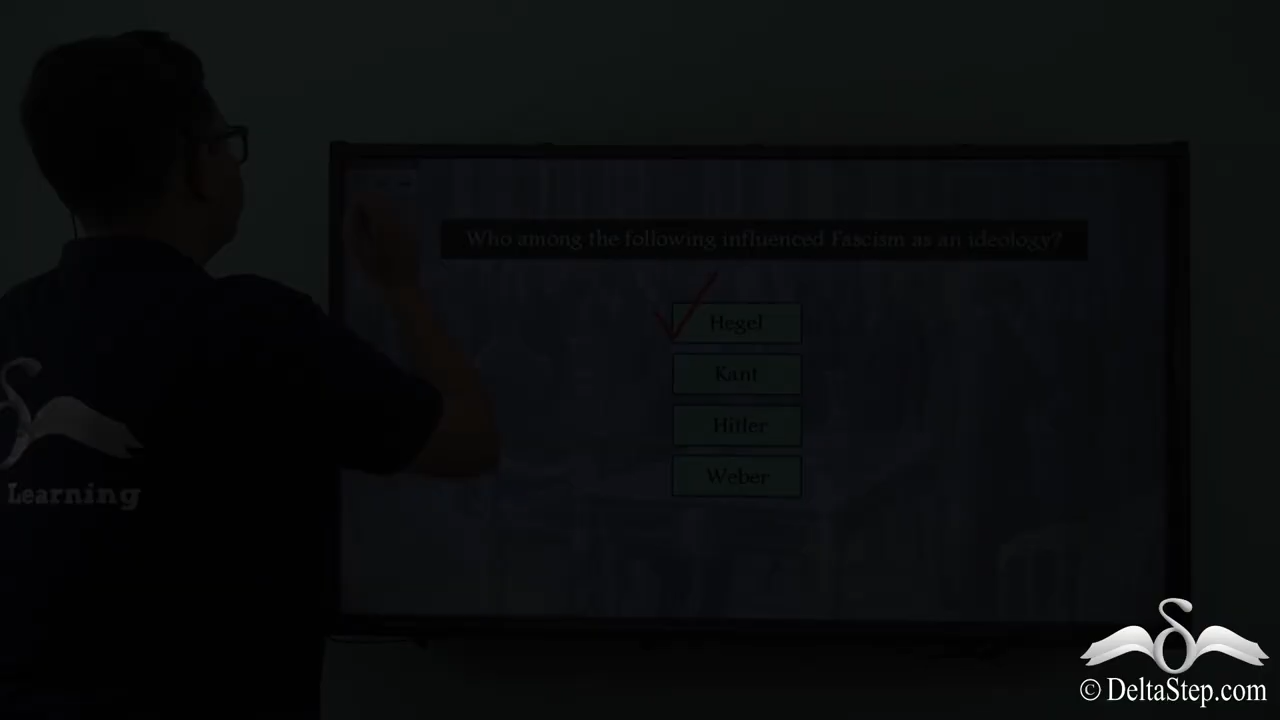 Who among the following influenced Fascism as an ideology?
Hegel
Kant
Hitler
Weber
Learning
© DeltaStep.com